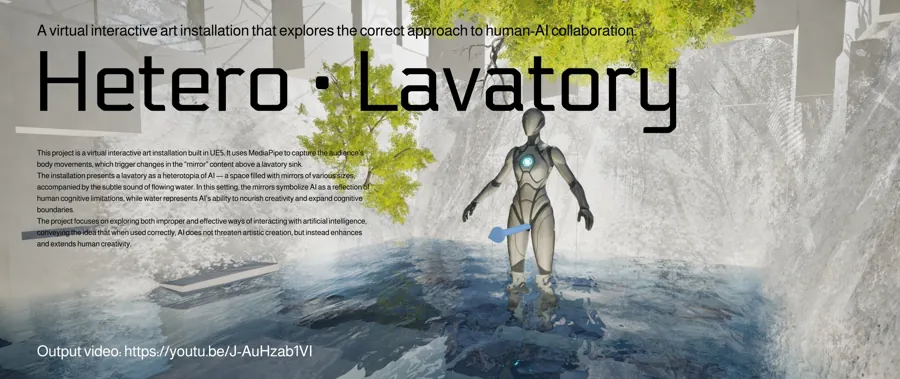 A virtual interactive art installation that explores the correct approach to human-AI collaboration.
Hetero · Lavatory
This project is a virtual interactive art installation built in UE5. It uses MediaPipe to capture the audience's
body movements, which trigger changes in the "mirror" content above a lavatory sink.
The installation presents a lavatory as a heterotopia of AI — a space filled with mirrors of various sizes,
accompanied by the subtle sound of flowing water. In this setting, the mirrors symbolize AI as a reflection of
human cognitive limitations, while water represents AI's ability to nourish creativity and expand cognitive
boundaries.
The project focuses on exploring both improper and effective ways of interacting with artificial intelligence,
conveying the idea that when used correctly, AI does not threaten artistic creation, but instead enhances
and extends human creativity.
Output video: https://youtu.be/J-AuHzab1VI